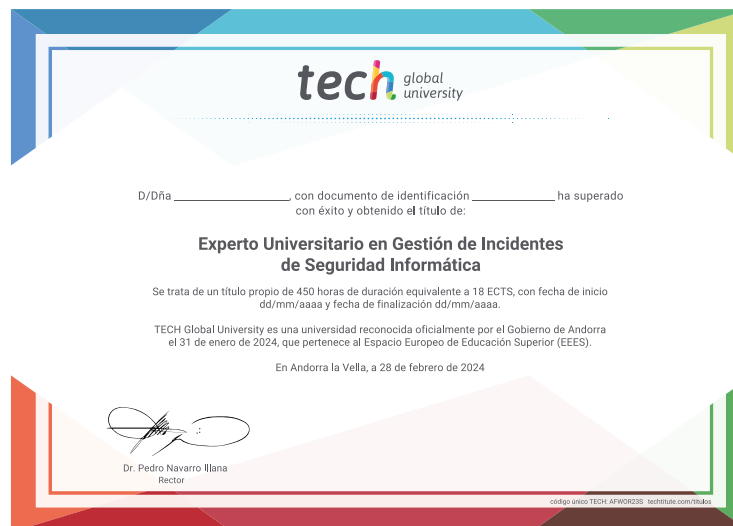 tech global
university
D/Dña ______________, con documento de identificación ______________ ha superado
con éxito y obtenido el título de:
Experto Universitario en Gestión de Incidentes
de Seguridad Informática
Se trata de un título propio de 450 horas de duración equivalente a 18 ECTS, con fecha de inicio
dd/mm/aaaa y fecha de finalización dd/mm/aaaa.
TECH Global University es una universidad reconocida oficialmente por el Gobierno de Andorra
el 31 de enero de 2024, que pertenece al Espacio Europeo de Educación Superior (EEES).
En Andorra la Vella, a 28 de febrero de 2024
Dr. Pedro Navarro Illana
Rector
código único TECH: AFWOR23S techtitute.com/titulos